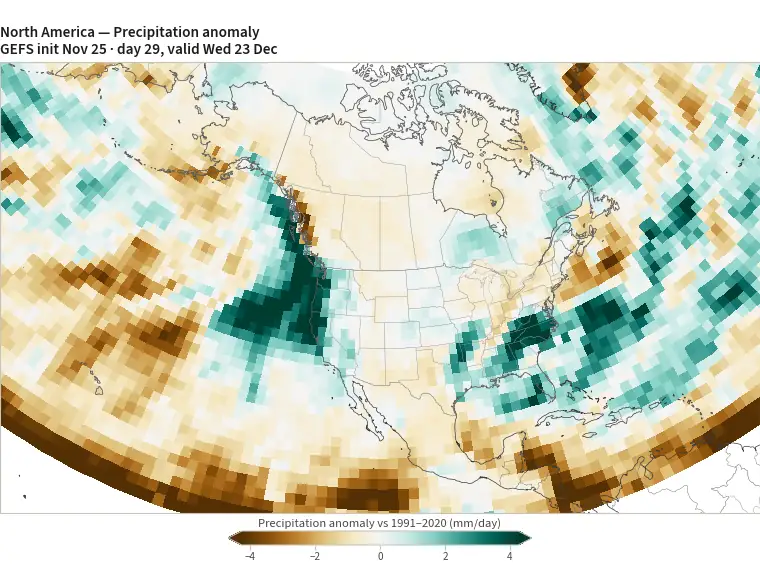 North America — Precipitation anomaly
GEFS init Nov 25 · day 29, valid Wed 23 Dec
Precipitation anomaly vs 1991–2020 (mm/day)
−4 −2 0 2 4